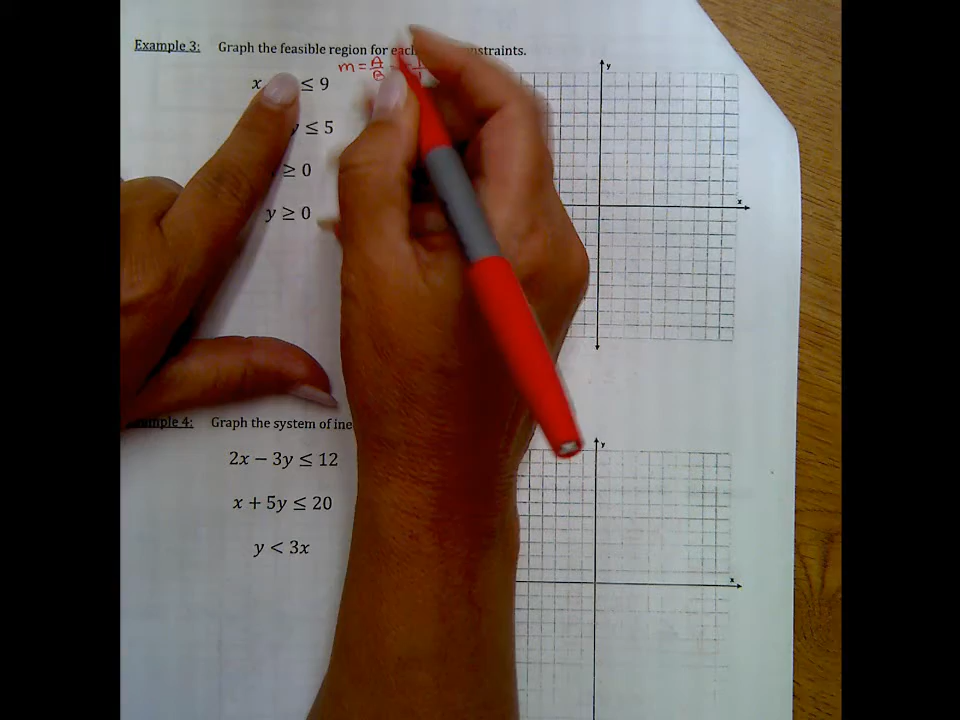 Example 3: Graph the feasible region for each constraints.
m = A/B
x ≤ 9
y ≤ 5
≥ 0
y ≥ 0
y
x
Example 4: Graph the system of ine
2x − 3y ≤ 12
x + 5y ≤ 20
y < 3x
y
x